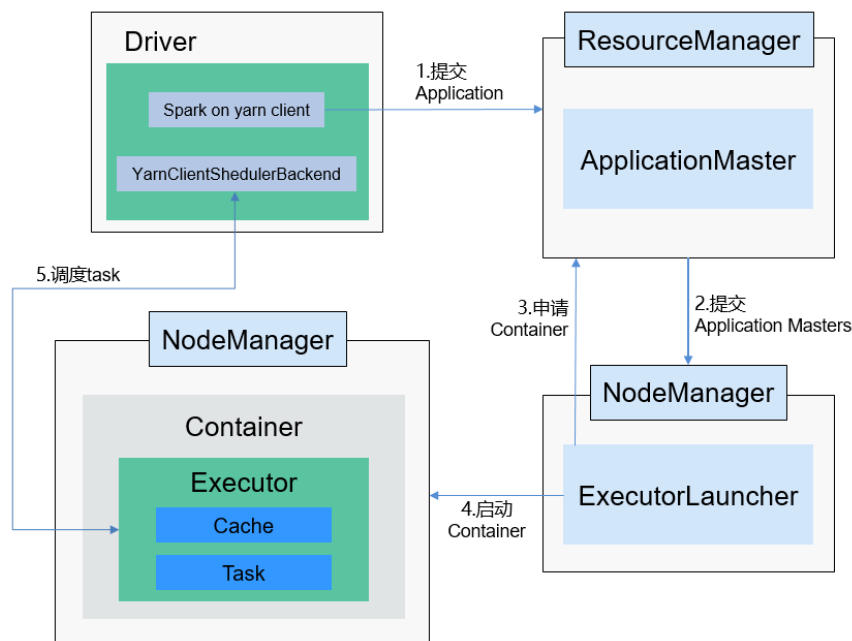 Driver
Spark on yarn client
YarnClientShedulerBackend
1.提交
Application
ResourceManager
ApplicationMaster
5.调度task
3.申请
Container
2.提交
Application Masters
NodeManager
Container
Executor
Cache
Task
4.启动
Container
NodeManager
ExecutorLauncher